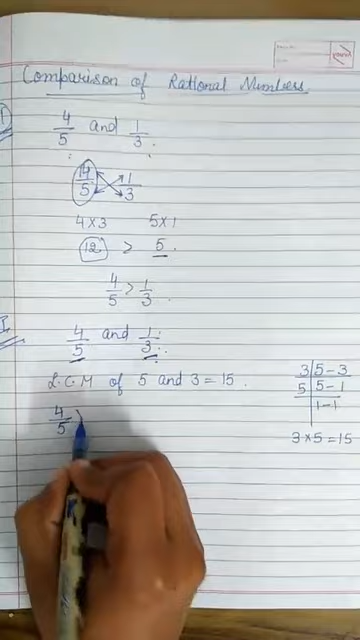 Comparison of Rational Numbers
I
4/5 and 1/3.
4/5 1/3
4×3 5×1
12 > 5.
4/5 > 1/3.
II
4/5 and 1/3:
L.C.M of 5 and 3 = 15.
3 | 5 - 3
5 | 5 - 1
| 1 - 1
3×5=15
4/5